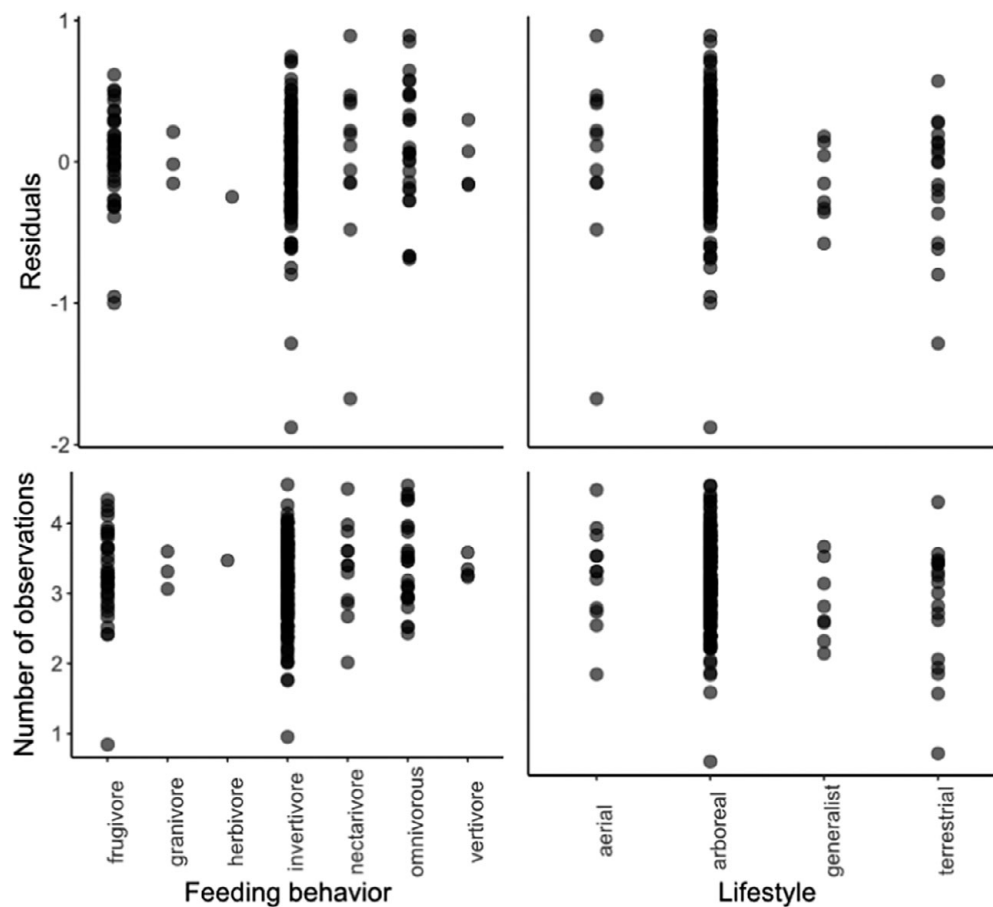 Residuals
1
0
-1
-2
Number of observations
4
3
2
1
frugivore
granivore
herbivore
invertivore
nectarivore
omnivorous
vertivore
Feeding behavior
aerial
arboreal
generalist
terrestrial
Lifestyle